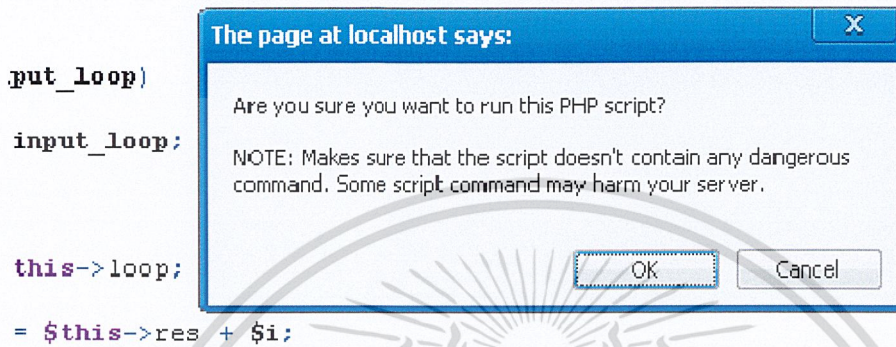 The page at localhost says:
X
put_loop)
Are you sure you want to run this PHP script?
input_loop;
NOTE: Makes sure that the script doesn't contain any dangerous
command. Some script command may harm your server.
this->loop;
OK
Cancel
= $this->res + $i;